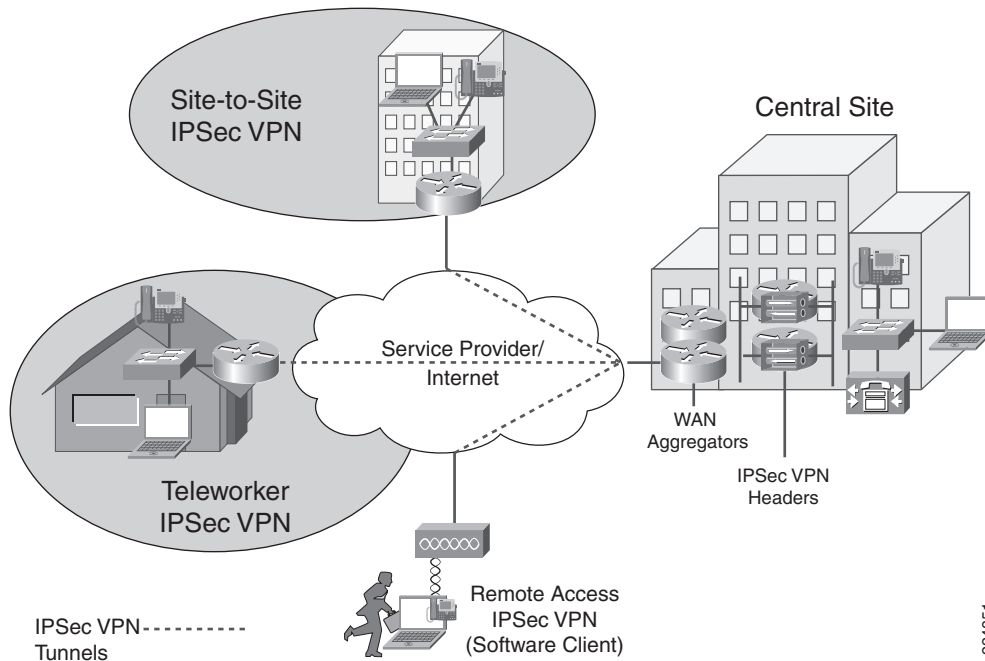 Site-to-Site
IPSec VPN
Central Site
Service Provider/
Internet
WAN
Aggregators
IPSec VPN
Headers
Teleworker
IPSec VPN
Remote Access
IPSec VPN
(Software Client)
IPSec VPN
Tunnels